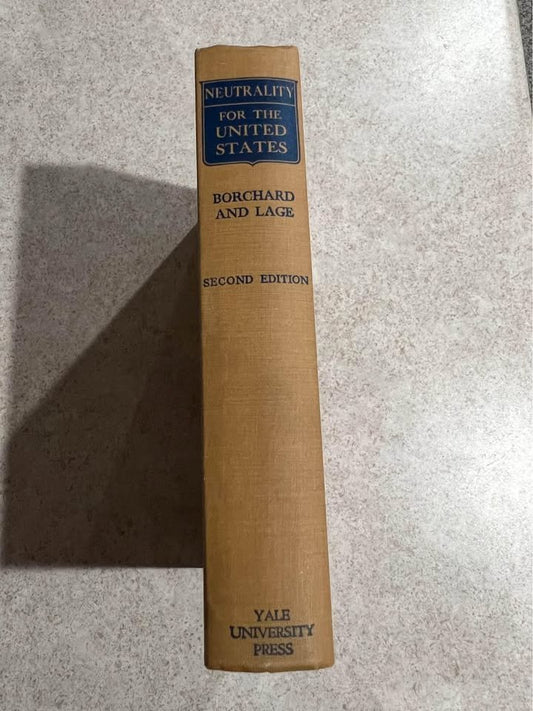 NEUTRALITY
FOR THE
UNITED
STATES
BORCHARD
AND LAGE
SECOND EDITION
YALE
UNIVERSITY
PRESS